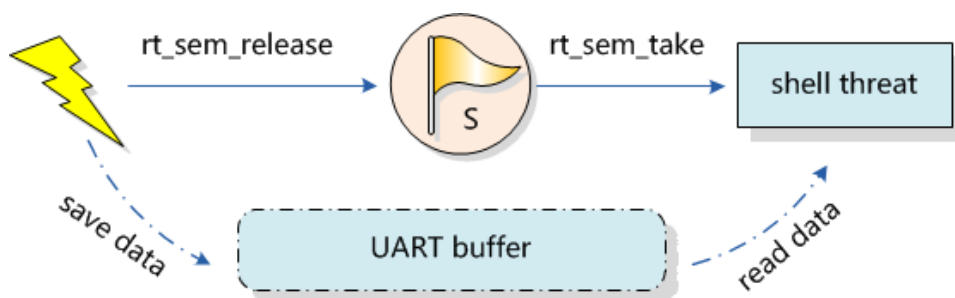 rt_sem_release
rt_sem_take
S
shell threat
save data
UART buffer
read data